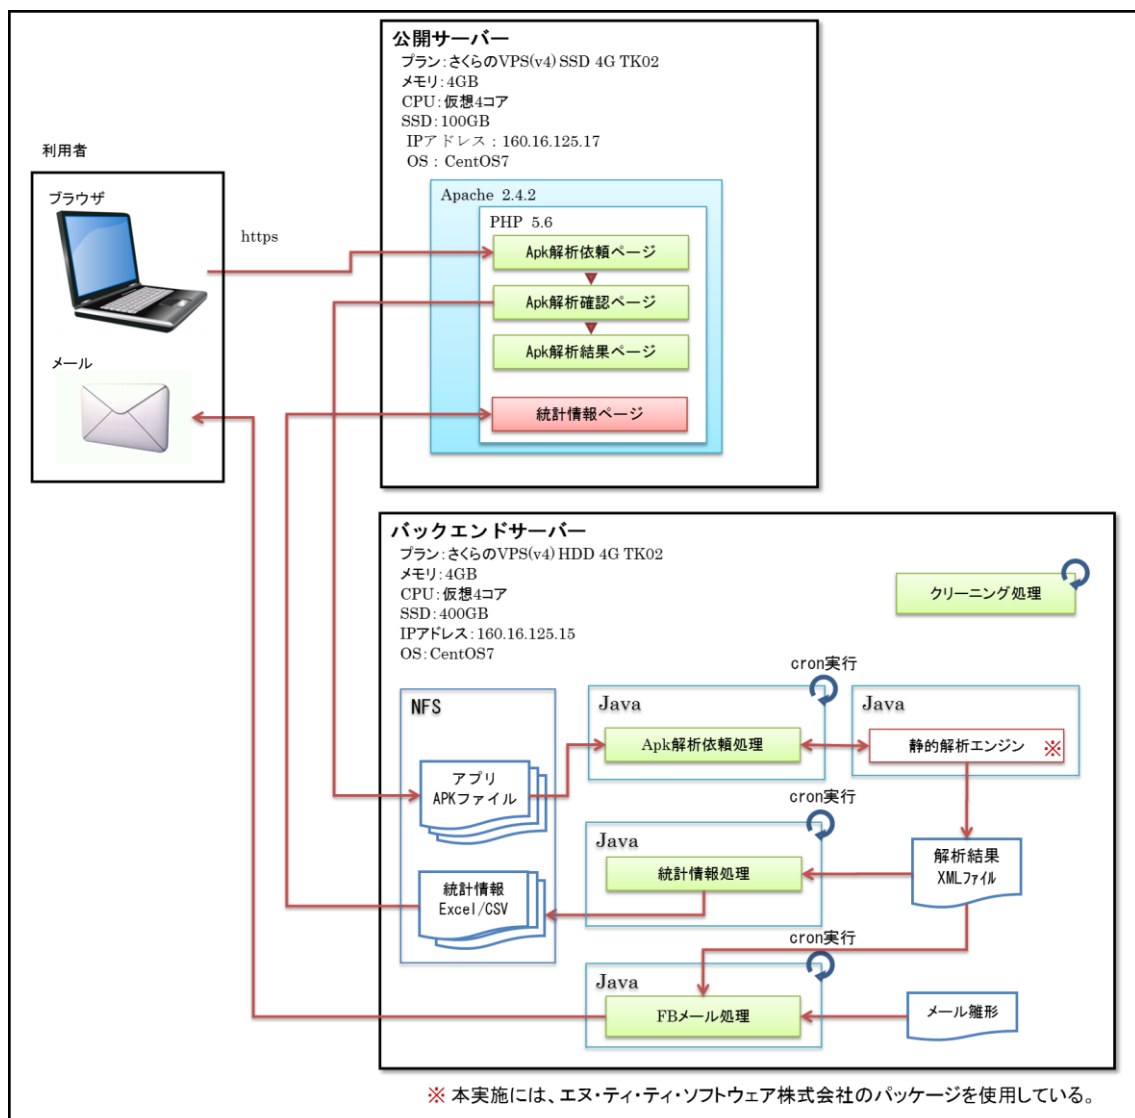 公開サーバー
プラン:さくらのVPS(v4) SSD 4G TK02
メモリ:4GB
CPU:仮想4コア
SSD:100GB
IPアドレス:160.16.125.17
OS:CentOS7
利用者
ブラウザ
https
メール
Apache 2.4.2
PHP 5.6
Apk解析依頼ページ
Apk解析確認ページ
Apk解析結果ページ
統計情報ページ
バックエンドサーバー
プラン:さくらのVPS(v4) HDD 4G TK02
メモリ:4GB
CPU:仮想4コア
SSD:400GB
IPアドレス:160.16.125.15
OS:CentOS7
クリーニング処理
NFS
アプリ
APKファイル
統計情報
Excel/CSV
cron実行
Java
Apk解析依頼処理
Java
静的解析エンジン ※
cron実行
Java
統計情報処理
解析結果
XMLファイル
cron実行
Java
FBメール処理
メール雛形
※ 本実施には、エヌ・ティ・ティ・ソフトウェア株式会社のパッケージを使用している。